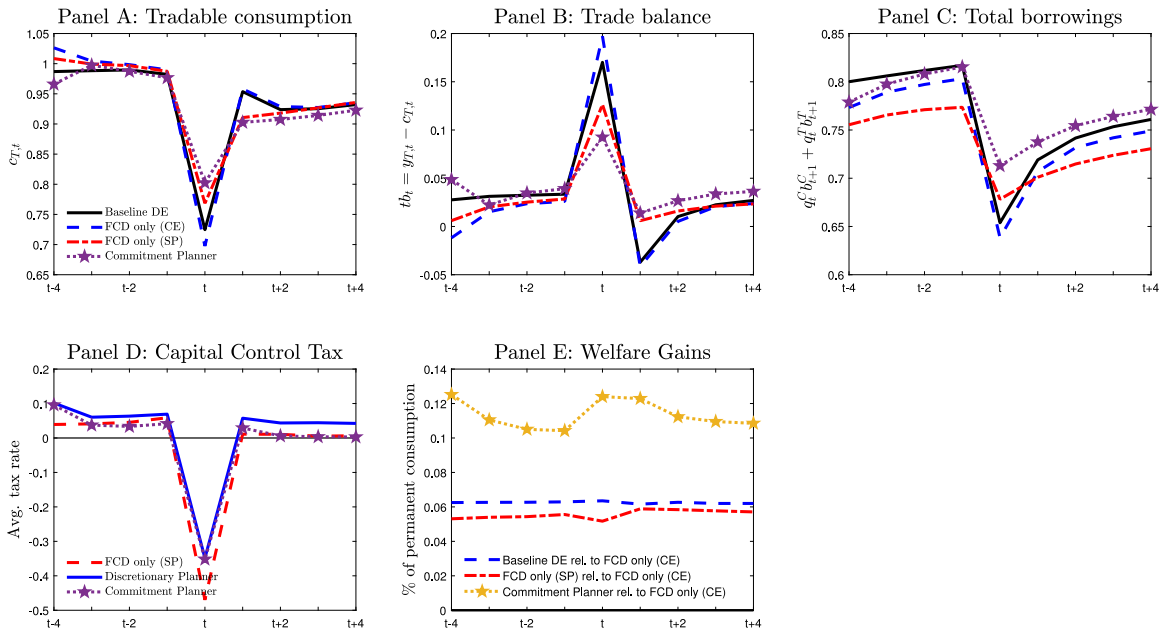 Panel A: Tradable consumption
1.05
1
0.95
0.9
0.85
0.8
0.75
0.7
0.65
c_{T,t}
Baseline DE
FCD only (CE)
FCD only (SP)
Commitment Planner
t-4
t-2
t
t+2
t+4
Panel B: Trade balance
0.2
0.15
0.1
0.05
0
-0.05
tb_t = y_{T,t} − c_{T,t}
t-4
t-2
t
t+2
t+4
Panel C: Total borrowings
0.85
0.8
0.75
0.7
0.65
0.6
q_t^C b_{t+1}^C + q_t^T b_{t+1}^T
t-4
t-2
t
t+2
t+4
Panel D: Capital Control Tax
0.2
0.1
0
-0.1
-0.2
-0.3
-0.4
-0.5
Avg. tax rate
FCD only (SP)
Discretionary Planner
Commitment Planner
t-4
t-2
t
t+2
t+4
Panel E: Welfare Gains
0.14
0.12
0.1
0.08
0.06
0.04
0.02
0
% of permanent consumption
Baseline DE rel. to FCD only (CE)
FCD only (SP) rel. to FCD only (CE)
Commitment Planner rel. to FCD only (CE)
t-4
t-2
t
t+2
t+4